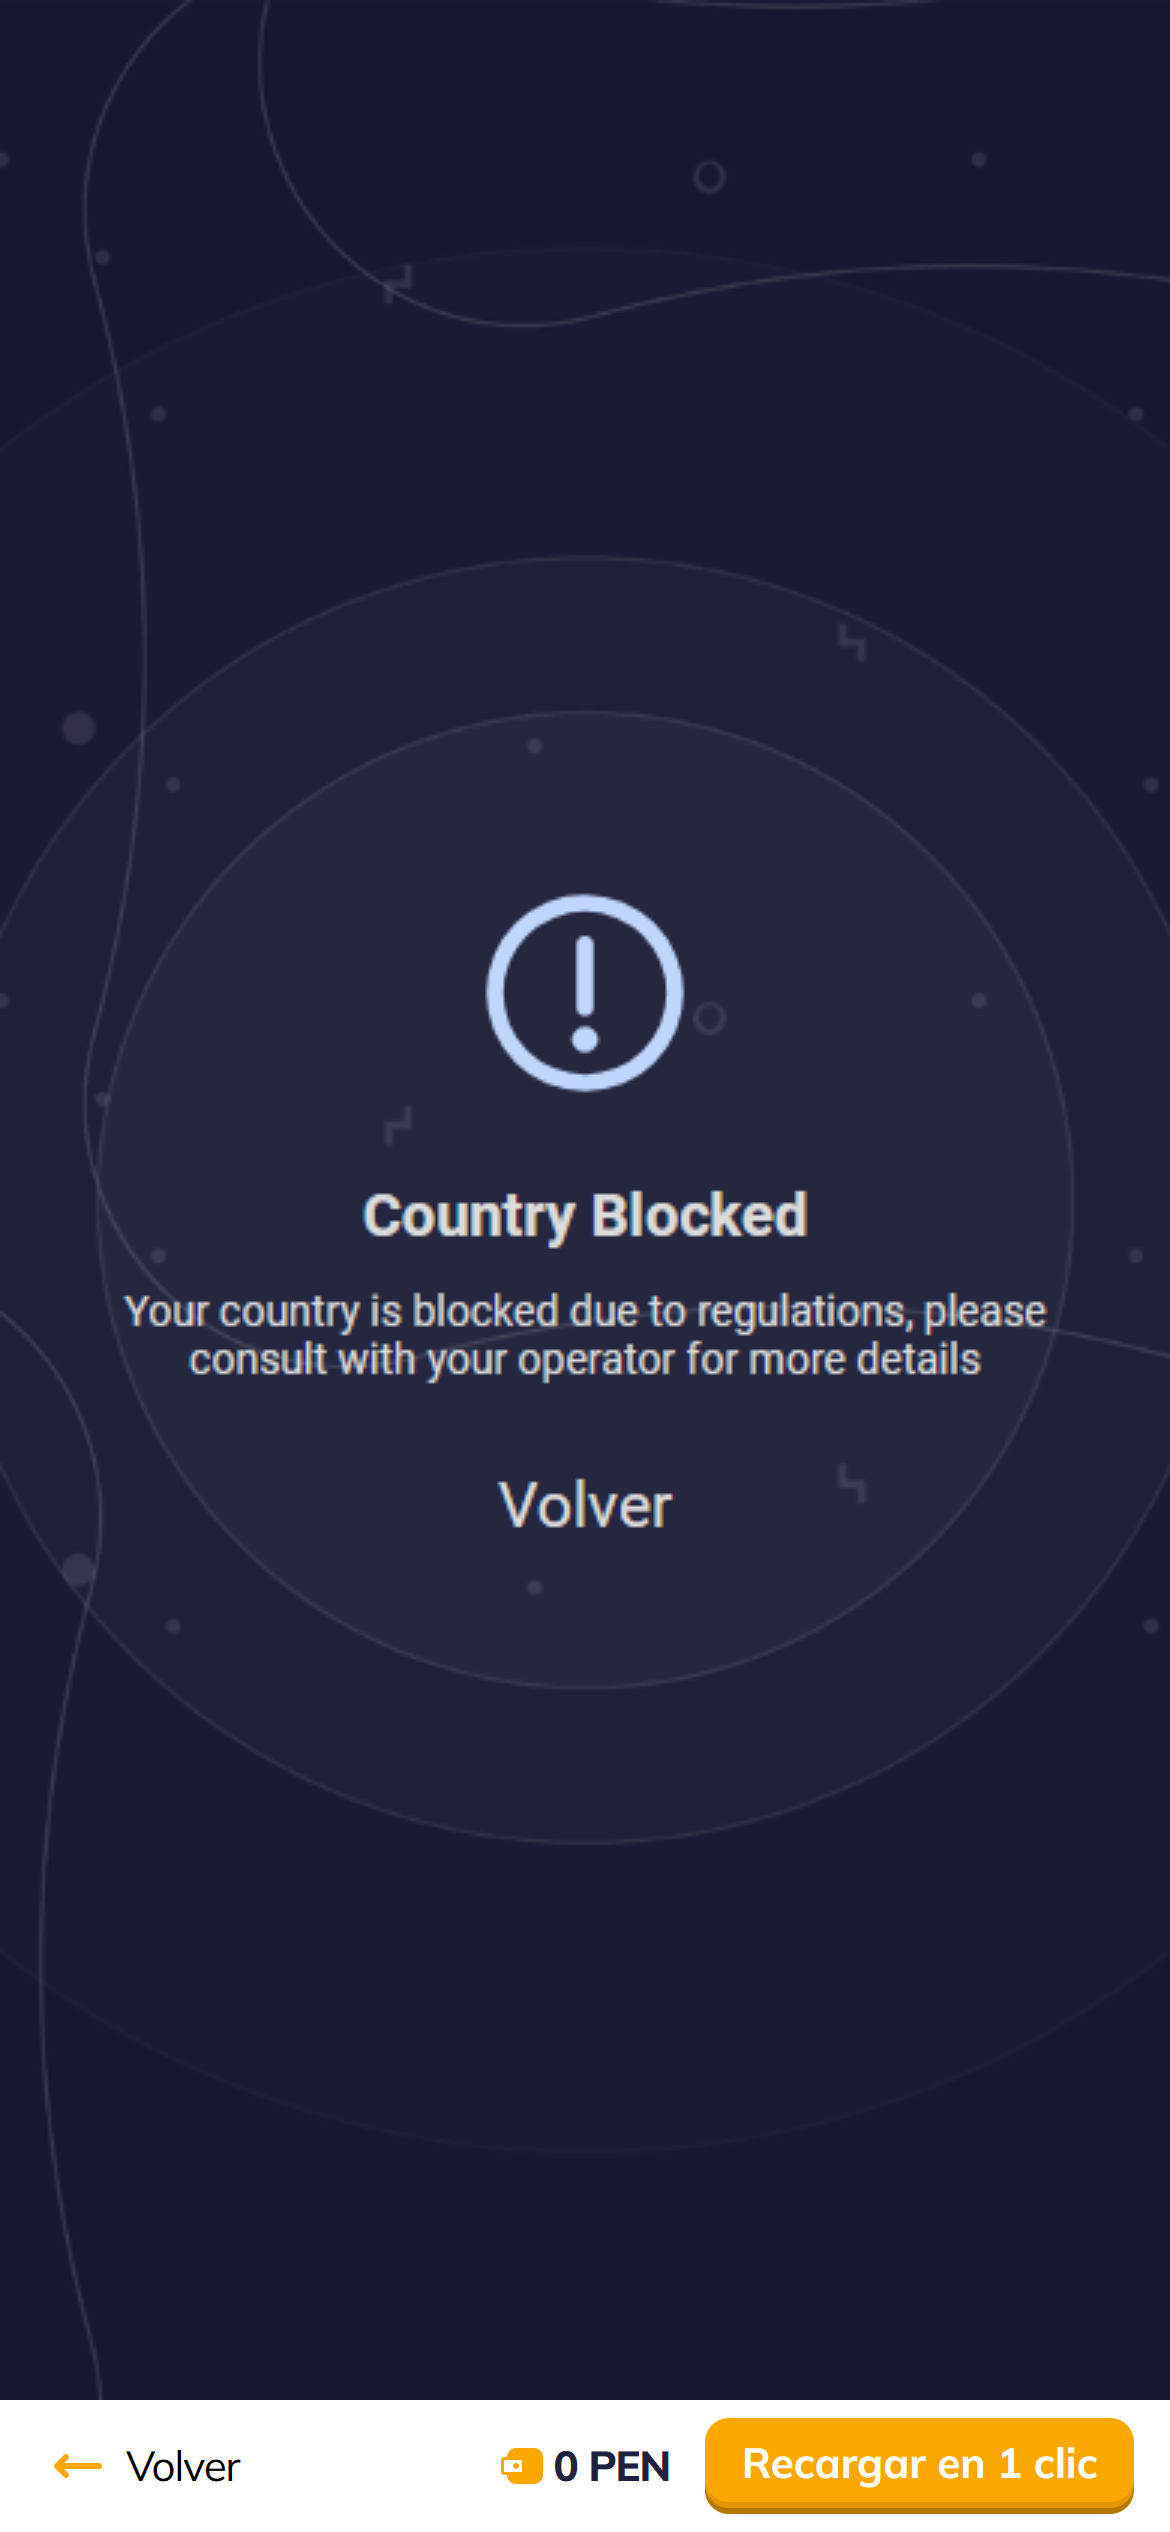 Country Blocked
Your country is blocked due to regulations, please
consult with your operator for more details
Volver
Volver
0 PEN
Recargar en 1 clic